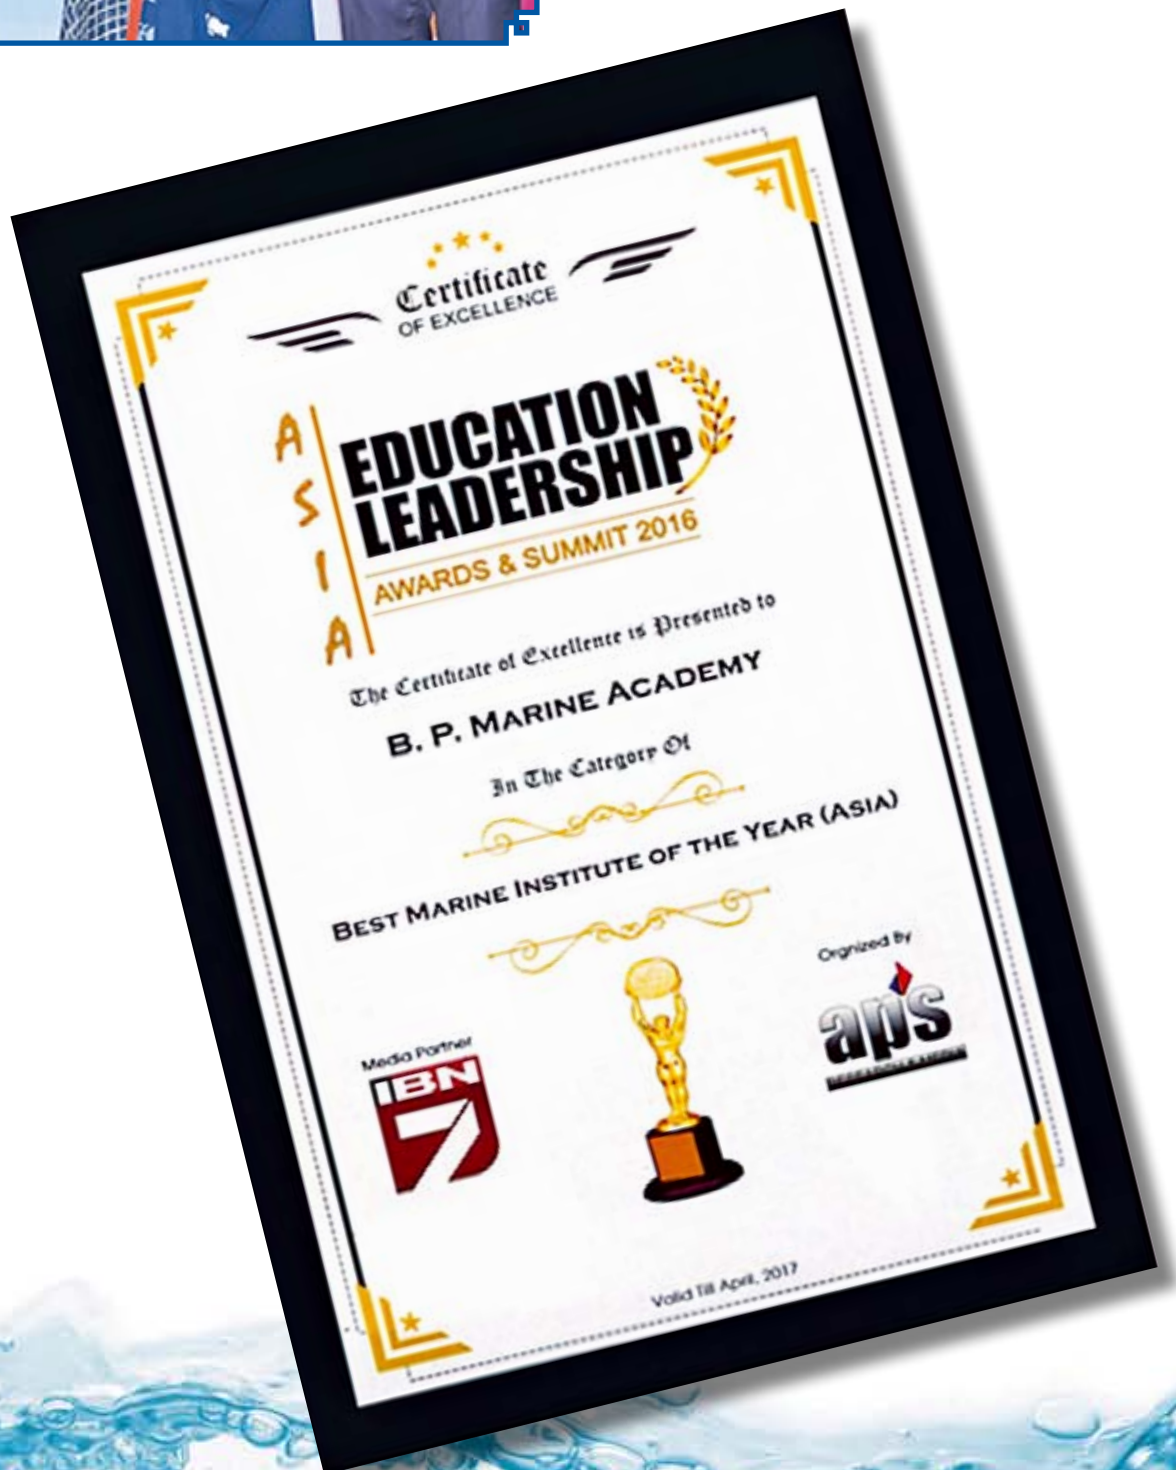 Certificate
OF EXCELLENCE
ASIA
EDUCATION
LEADERSHIP
AWARDS & SUMMIT 2016
The Certificate of Excellence is Presented to
B. P. MARINE ACADEMY
In The Category Of
BEST MARINE INSTITUTE OF THE YEAR (ASIA)
Orgnized By
aps
Media Partner
IBN
7
Valid Till April, 2017